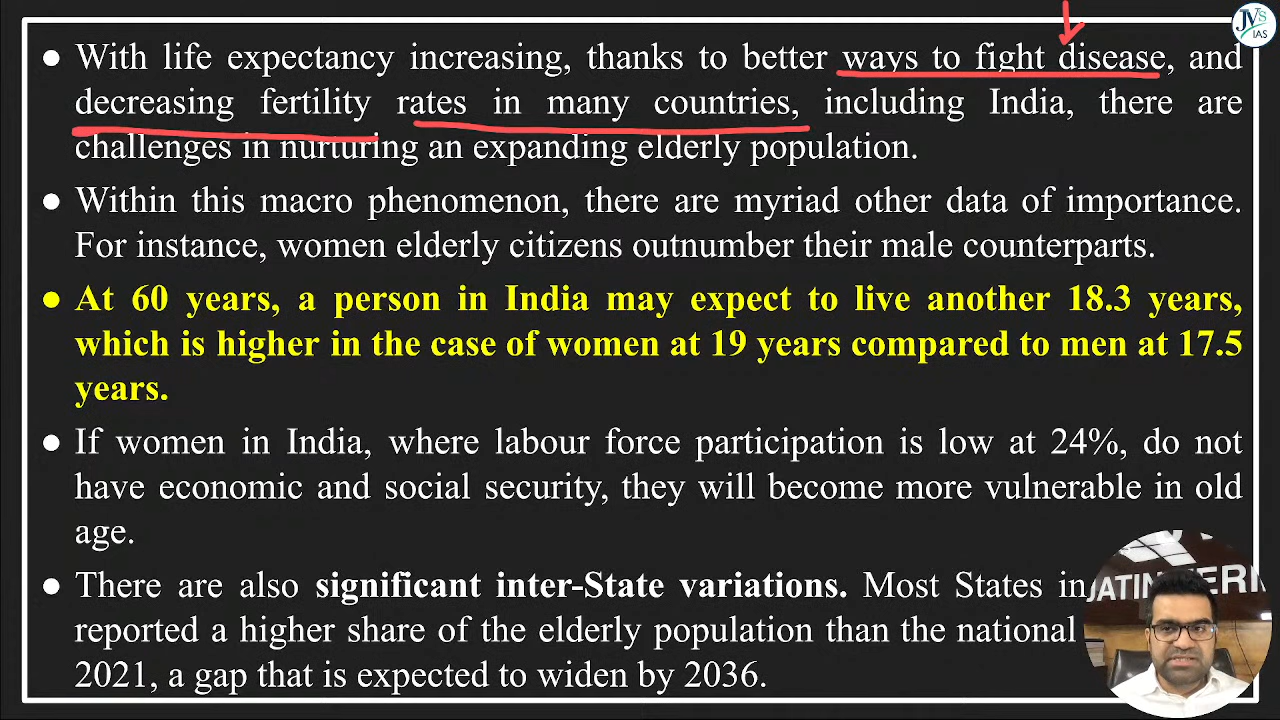 JVS
IAS
● With life expectancy increasing, thanks to better ways to fight disease, and
decreasing fertility rates in many countries, including India, there are
challenges in nurturing an expanding elderly population.
● Within this macro phenomenon, there are myriad other data of importance.
For instance, women elderly citizens outnumber their male counterparts.
● At 60 years, a person in India may expect to live another 18.3 years,
which is higher in the case of women at 19 years compared to men at 17.5
years.
● If women in India, where labour force participation is low at 24%, do not
have economic and social security, they will become more vulnerable in old
age.
● There are also significant inter-State variations. Most States in
reported a higher share of the elderly population than the national
2021, a gap that is expected to widen by 2036.